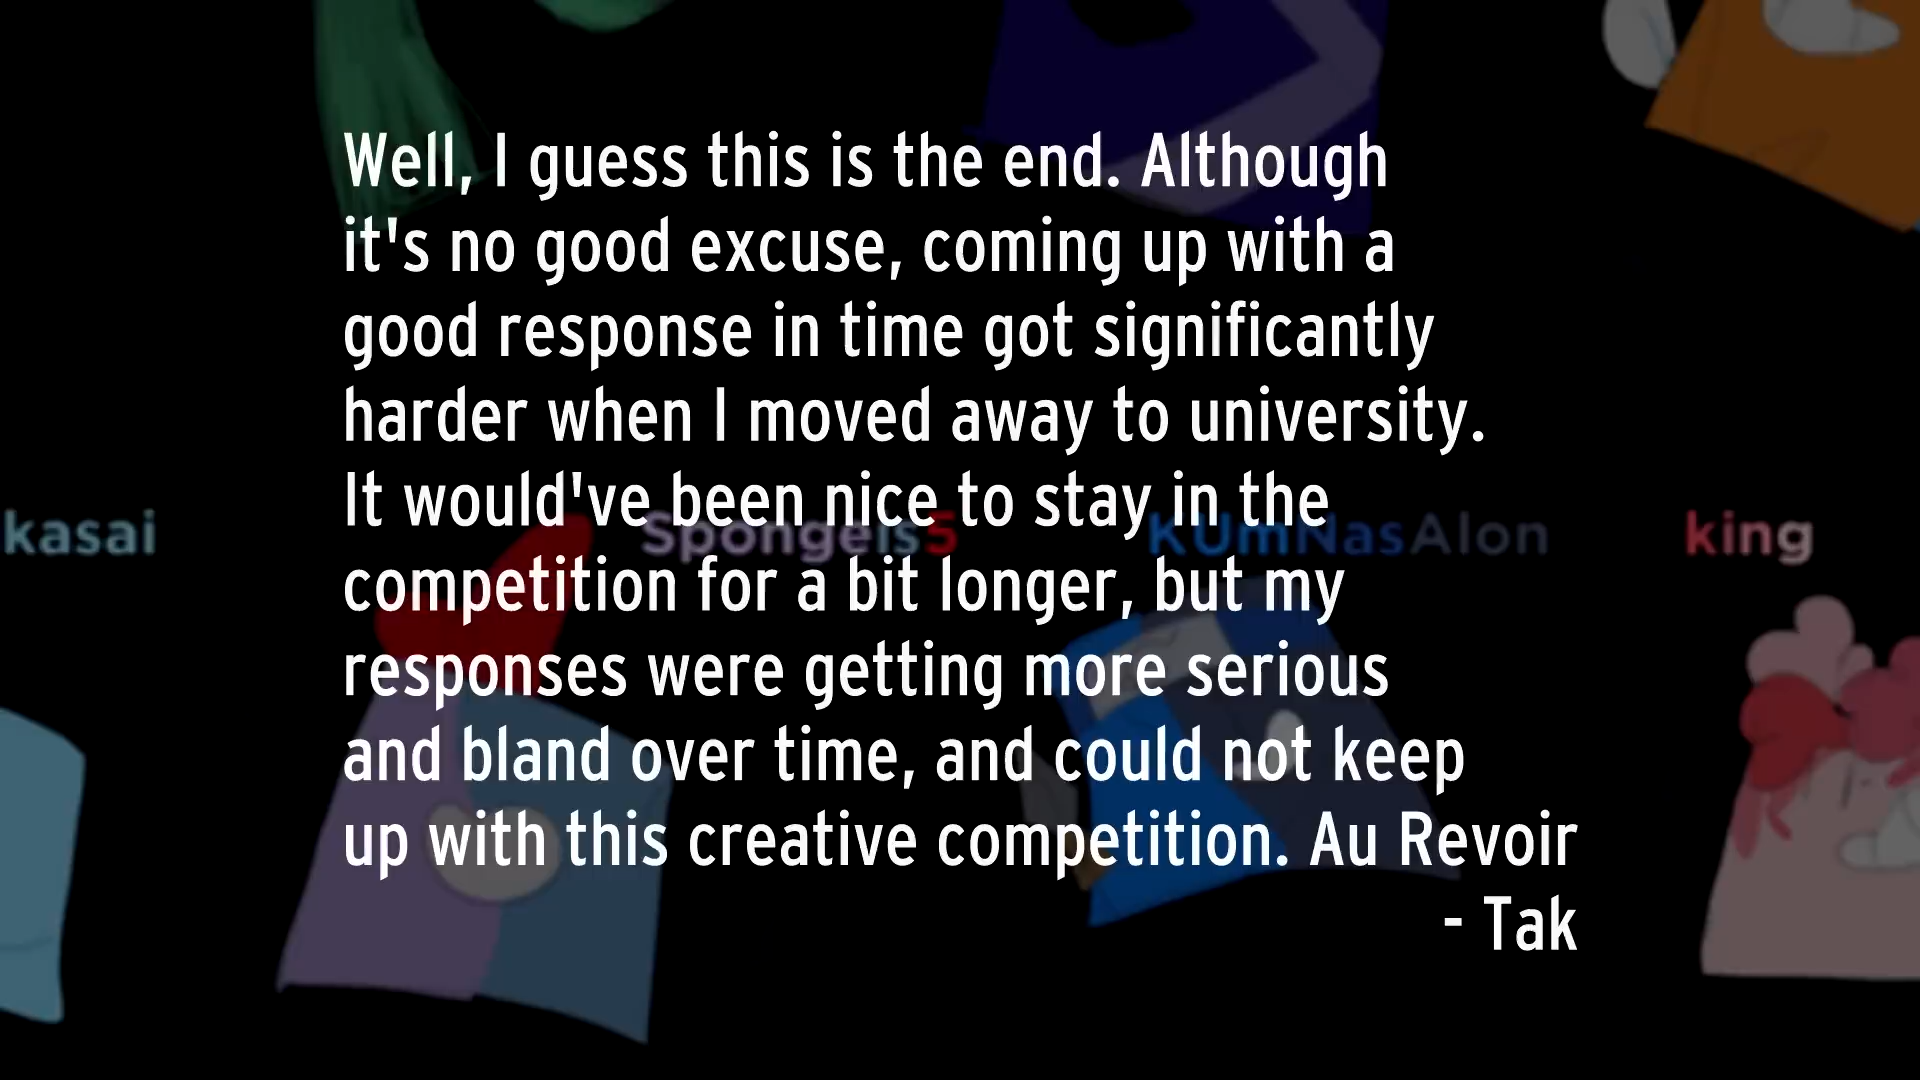 Well, I guess this is the end. Although
it's no good excuse, coming up with a
good response in time got significantly
harder when I moved away to university.
It would've been nice to stay in the
kasai
Spongeis5
KUmNasAlon
king
competition for a bit longer, but my
responses were getting more serious
and bland over time, and could not keep
up with this creative competition. Au Revoir
- Tak